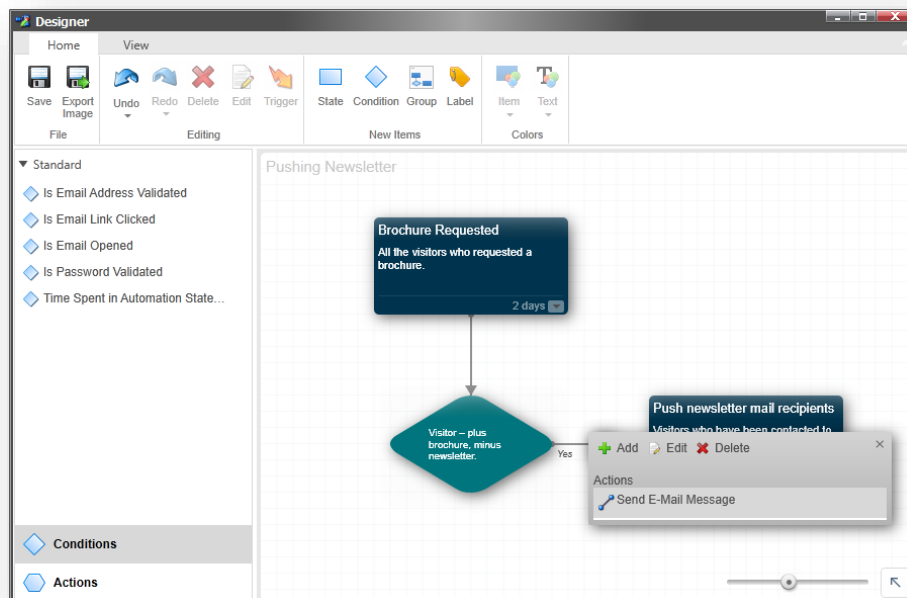 Designer
Home View
Save Export Image Undo Redo Delete Edit Trigger State Condition Group Label Item Text
File Editing New Items Colors
Standard
Is Email Address Validated
Is Email Link Clicked
Is Email Opened
Is Password Validated
Time Spent in Automation State...
Conditions
Actions
Pushing Newsletter
Brochure Requested
All the visitors who requested a
brochure.
2 days
Visitor – plus
brochure, minus
newsletter.
Yes
Push newsletter mail recipients
Visitors who have been contacted to
Add Edit Delete
Actions
Send E-Mail Message